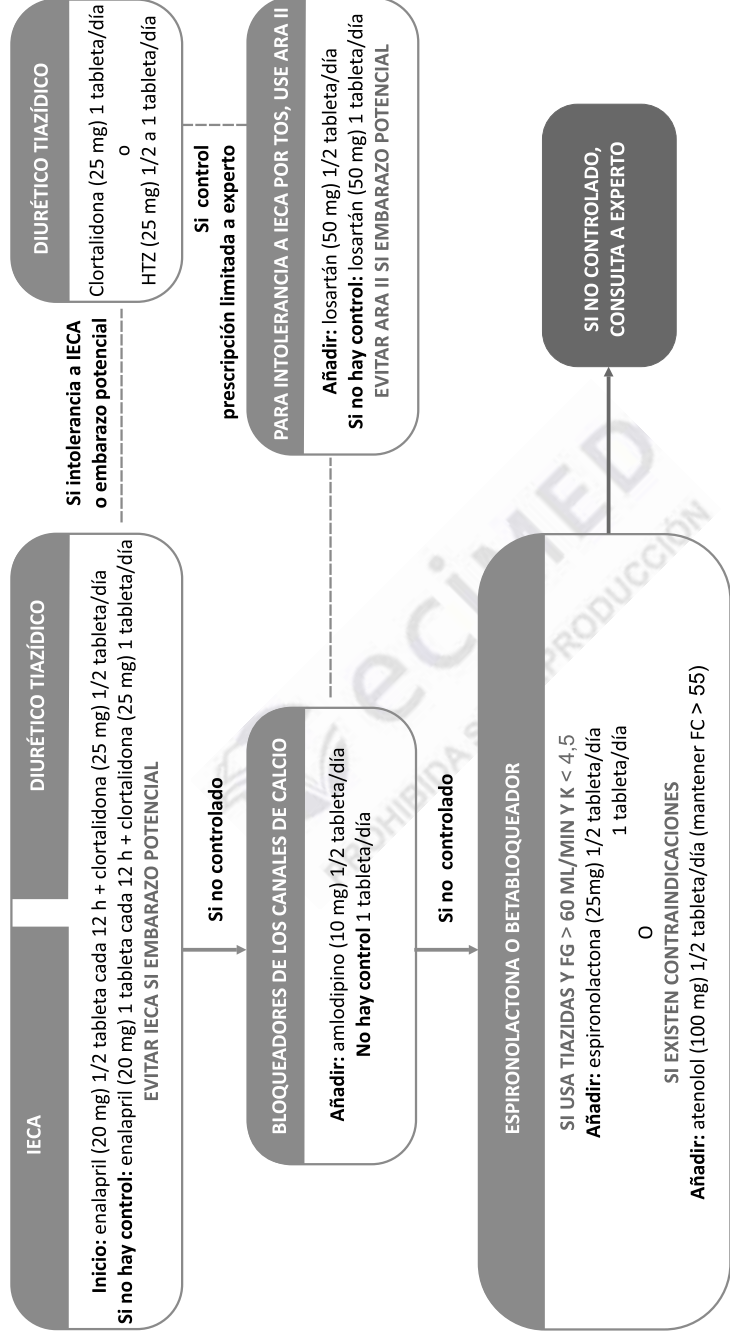 IECA
DIURÉTICO TIAZÍDICO
Inicio: enalapril (20 mg) 1/2 tableta cada 12 h + clortalidona (25 mg) 1/2 tableta/día
Si no hay control: enalapril (20 mg) 1 tableta cada 12 h + clortalidona (25 mg) 1 tableta/día
EVITAR IECA SI EMBARAZO POTENCIAL
Si intolerancia a IECA
o embarazo potencial
DIURÉTICO TIAZÍDICO
Clortalidona (25 mg) 1 tableta/día
O
HTZ (25 mg) 1/2 a 1 tableta/día
Si no controlado
Si control
prescripción limitada a experto
BLOQUEADORES DE LOS CANALES DE CALCIO
Añadir: amlodipino (10 mg) 1/2 tableta/día
No hay control 1 tableta/día
PARA INTOLERANCIA A IECA POR TOS, USE ARA II
Añadir: losartán (50 mg) 1/2 tableta/día
Si no hay control: losartán (50 mg) 1 tableta/día
EVITAR ARA II SI EMBARAZO POTENCIAL
Si no controlado
ESPIRONOLACTONA O BETABLOQUEADOR
SI USA TIAZIDAS Y FG > 60 ML/MIN Y K < 4,5
Añadir: espironolactona (25mg) 1/2 tableta/día
1 tableta/día
O
SI EXISTEN CONTRAINDICACIONES
Añadir: atenolol (100 mg) 1/2 tableta/día (mantener FC > 55)
SI NO CONTROLADO,
CONSULTA A EXPERTO
ecimed
PROHIBIDA SU REPRODUCCIÓN